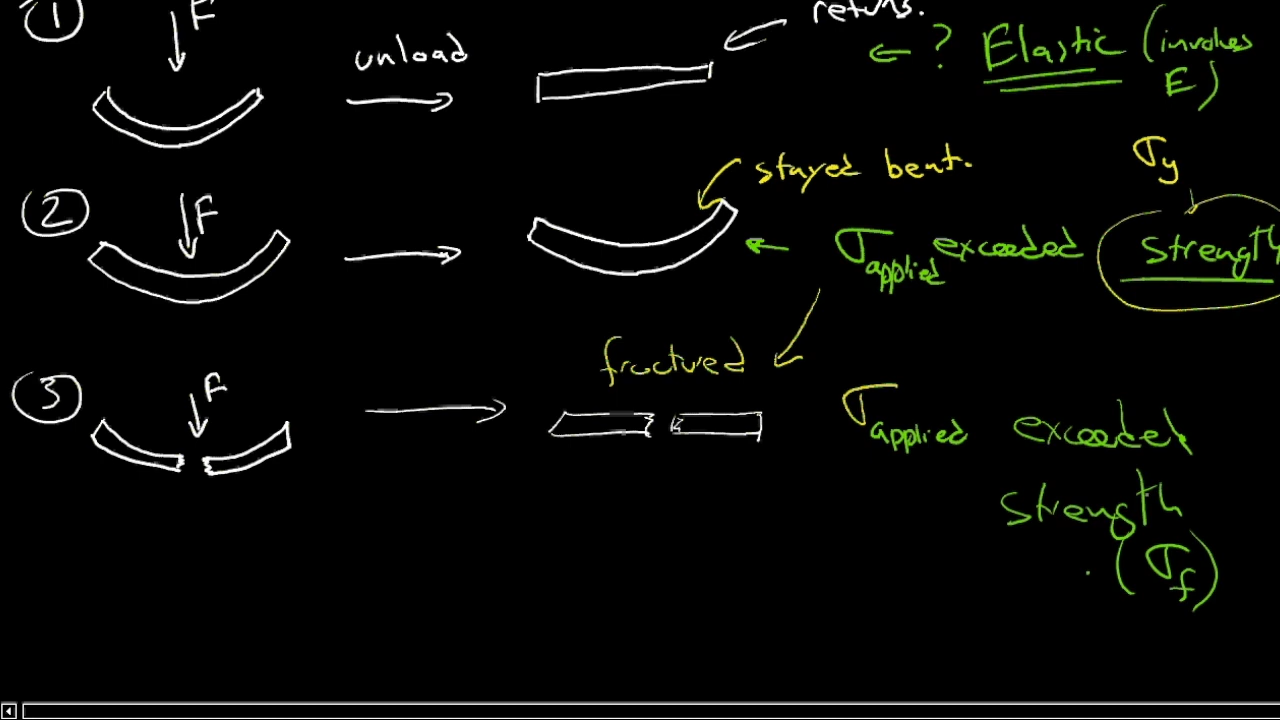 ① F unload returns. ← ? Elastic (involves E)
② F stayed bent. σy
σapplied exceeded strength
③ F fractured
σapplied exceeded
strength
(σf)